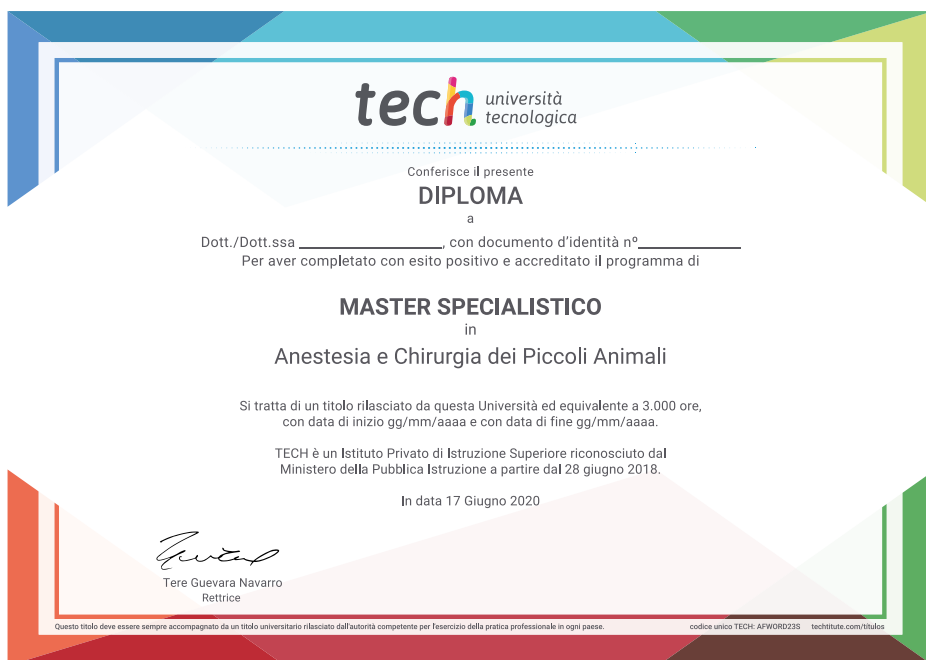 tech università
tecnologica
Conferisce il presente
DIPLOMA
a
Dott./Dott.ssa ____________________, con documento d'identità nº______________
Per aver completato con esito positivo e accreditato il programma di
MASTER SPECIALISTICO
in
Anestesia e Chirurgia dei Piccoli Animali
Si tratta di un titolo rilasciato da questa Università ed equivalente a 3.000 ore,
con data di inizio gg/mm/aaaa e con data di fine gg/mm/aaaa.
TECH è un Istituto Privato di Istruzione Superiore riconosciuto dal
Ministero della Pubblica Istruzione a partire dal 28 giugno 2018.
In data 17 Giugno 2020
Tere Guevara Navarro
Rettrice
Questo titolo deve essere sempre accompagnato da un titolo universitario rilasciato dall'autorità competente per l'esercizio della pratica professionale in ogni paese. codice unico TECH: AFWORD23S techtitute.com/títulos